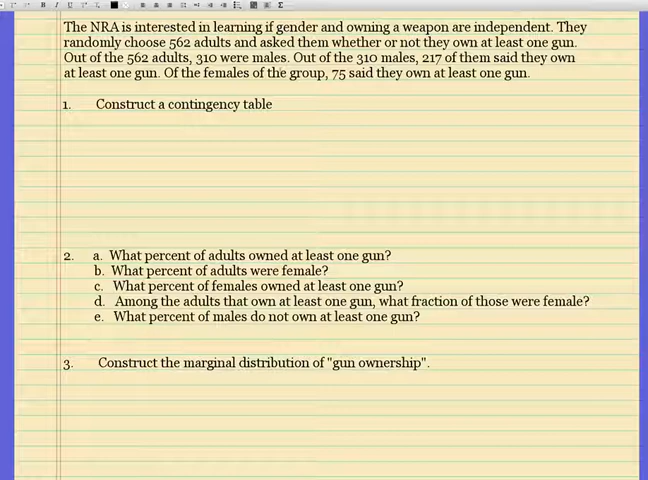 The NRA is interested in learning if gender and owning a weapon are independent. They
randomly choose 562 adults and asked them whether or not they own at least one gun.
Out of the 562 adults, 310 were males. Out of the 310 males, 217 of them said they own
at least one gun. Of the females of the group, 75 said they own at least one gun.
1. Construct a contingency table
2. a. What percent of adults owned at least one gun?
b. What percent of adults were female?
c. What percent of females owned at least one gun?
d. Among the adults that own at least one gun, what fraction of those were female?
e. What percent of males do not own at least one gun?
3. Construct the marginal distribution of "gun ownership".